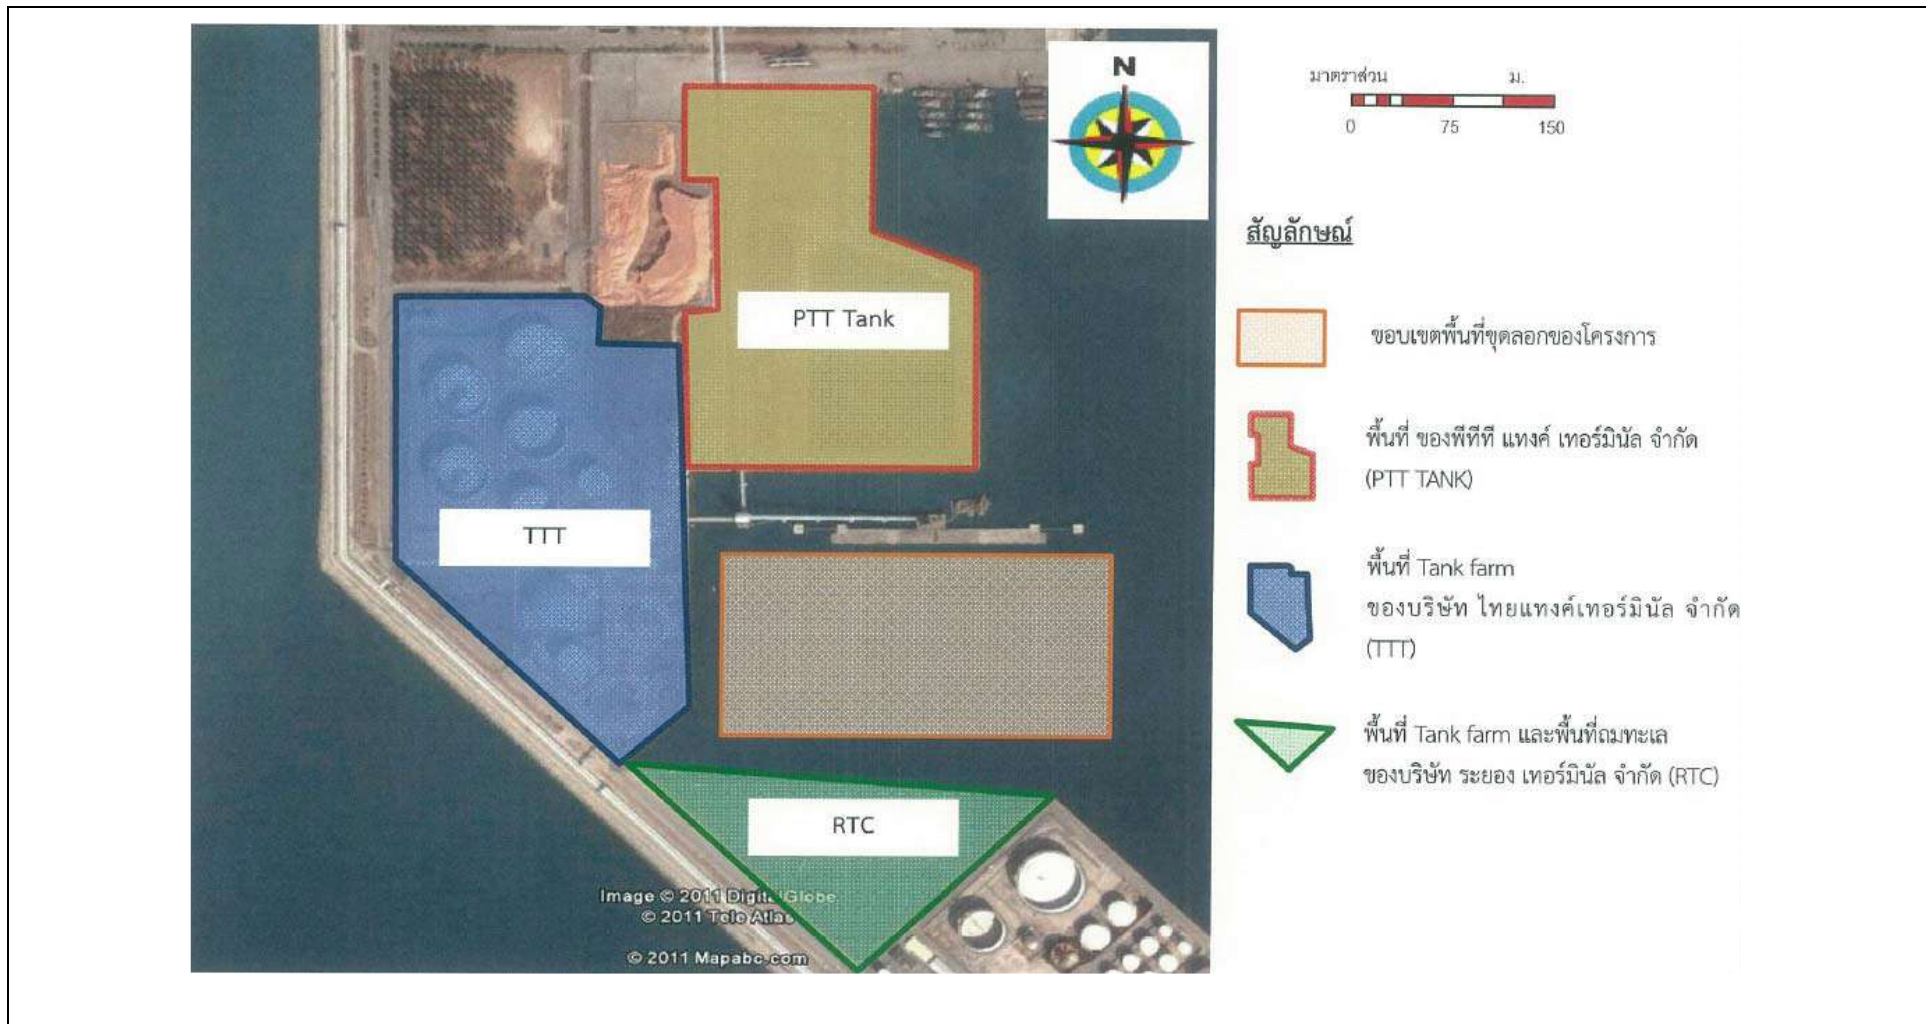 N
มาตราส่วน ม.
0 75 150
สัญลักษณ์
PTT Tank
ขอบเขตพื้นที่ขุดลอกของโครงการ
พื้นที่ ของพีทีที แทงค์ เทอร์มินัล จำกัด
(PTT TANK)
TTT
พื้นที่ Tank farm
ของบริษัท ไทยแทงค์เทอร์มินัล จำกัด
(TTT)
พื้นที่ Tank farm และพื้นที่ถมทะเล
ของบริษัท ระยอง เทอร์มินัล จำกัด (RTC)
RTC
Image © 2011 DigitalGlobe
© 2011 Tele Atlas
© 2011 Mapabc.com